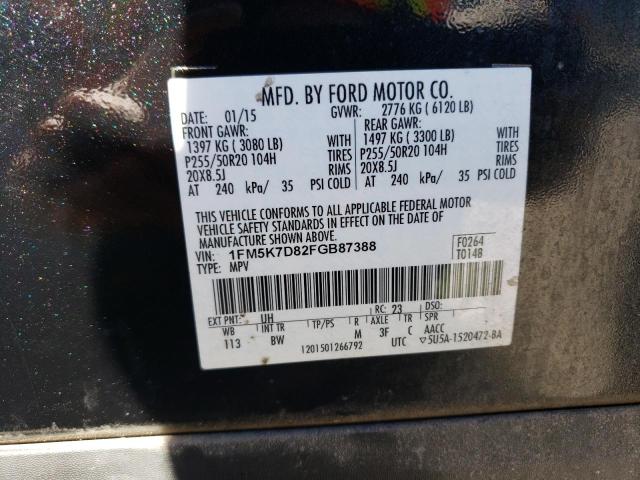 MFD. BY FORD MOTOR CO.
DATE: 01/15 GVWR: 2776 KG ( 6120 LB)
FRONT GAWR: REAR GAWR:
1397 KG ( 3080 LB) WITH 1497 KG ( 3300 LB) WITH
P255/50R20 104H TIRES P255/50R20 104H TIRES
20X8.5J RIMS 20X8.5J RIMS
AT 240 kPa/ 35 PSI COLD AT 240 kPa/ 35 PSI COLD
THIS VEHICLE CONFORMS TO ALL APPLICABLE FEDERAL MOTOR
VEHICLE SAFETY STANDARDS IN EFFECT ON THE DATE OF
MANUFACTURE SHOWN ABOVE.
VIN: 1FM5K7D82FGB87388 F0264
TYPE: MPV T0148
EXT PNT: UH RC: 23 DSO:
WB INT TR TP/PS R AXLE TR SPR
113 BW M 3F C AACC
1201501266792 UTC ▽5U5A-1520472-BA